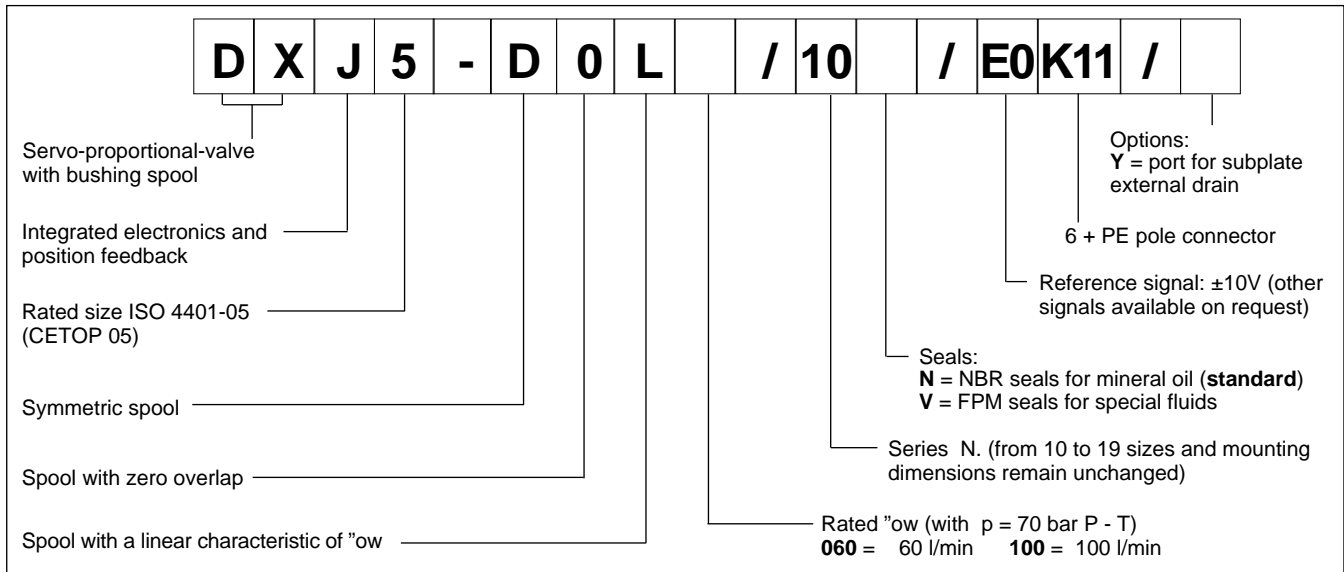 D X J 5 - D 0 L / 10 / E0 K11 /
Servo-proportional-valve
with bushing spool
Integrated electronics and
position feedback
Rated size ISO 4401-05
(CETOP 05)
Symmetric spool
Spool with zero overlap
Spool with a linear characteristic of ”ow
Options:
Y = port for subplate
external drain
6 + PE pole connector
Reference signal: ±10V (other
signals available on request)
Seals:
N = NBR seals for mineral oil (standard)
V = FPM seals for special fluids
Series N. (from 10 to 19 sizes and mounting
dimensions remain unchanged)
Rated ”ow (with p = 70 bar P - T)
060 = 60 l/min 100 = 100 l/min